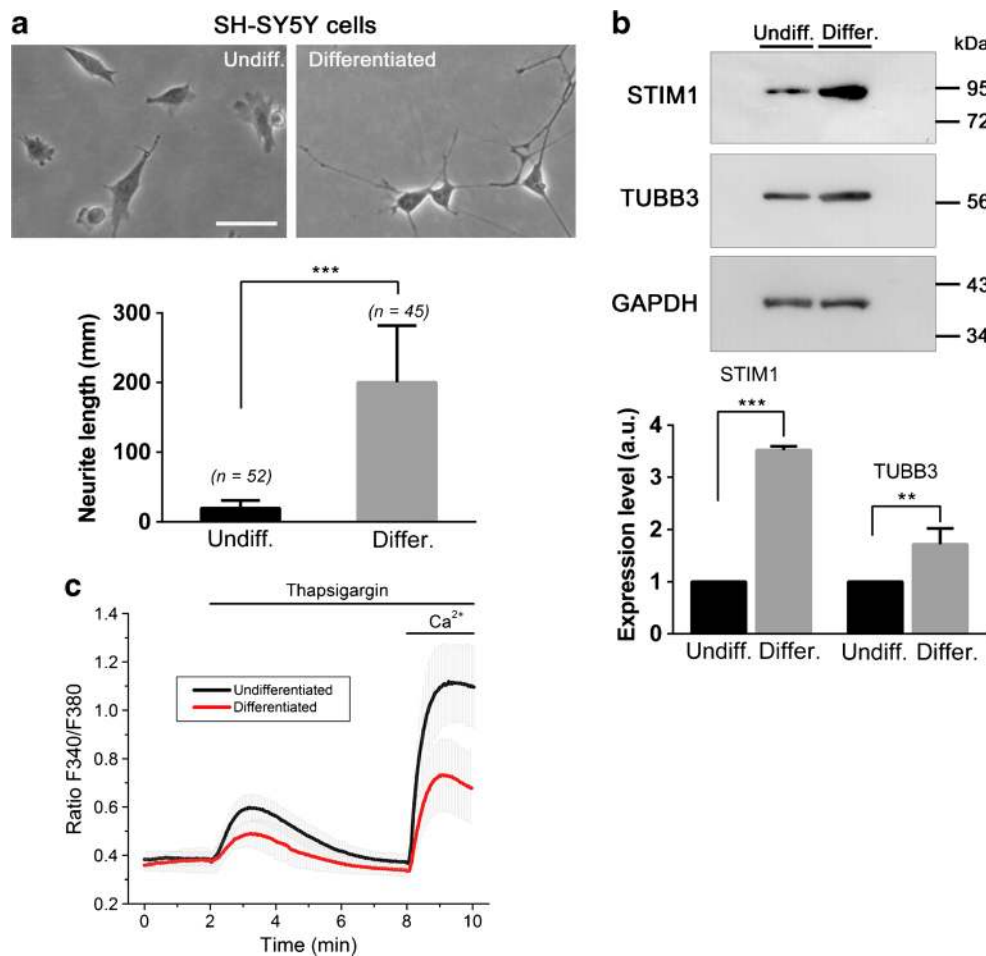 a
SH-SY5Y cells
Undiff.
Differentiated
***
(n = 45)
(n = 52)
Neurite length (mm)
300
200
100
0
Undiff.
Differ.
b
Undiff. Differ.
kDa
STIM1
95
72
TUBB3
56
GAPDH
43
34
STIM1
***
TUBB3
**
Expression level (a.u.)
4
3
2
1
0
Undiff. Differ.
Undiff. Differ.
c
Thapsigargin
Ca²⁺
Undifferentiated
Differentiated
Ratio F340/F380
1.4
1.2
1.0
0.8
0.6
0.4
0.2
0 2 4 6 8 10
Time (min)